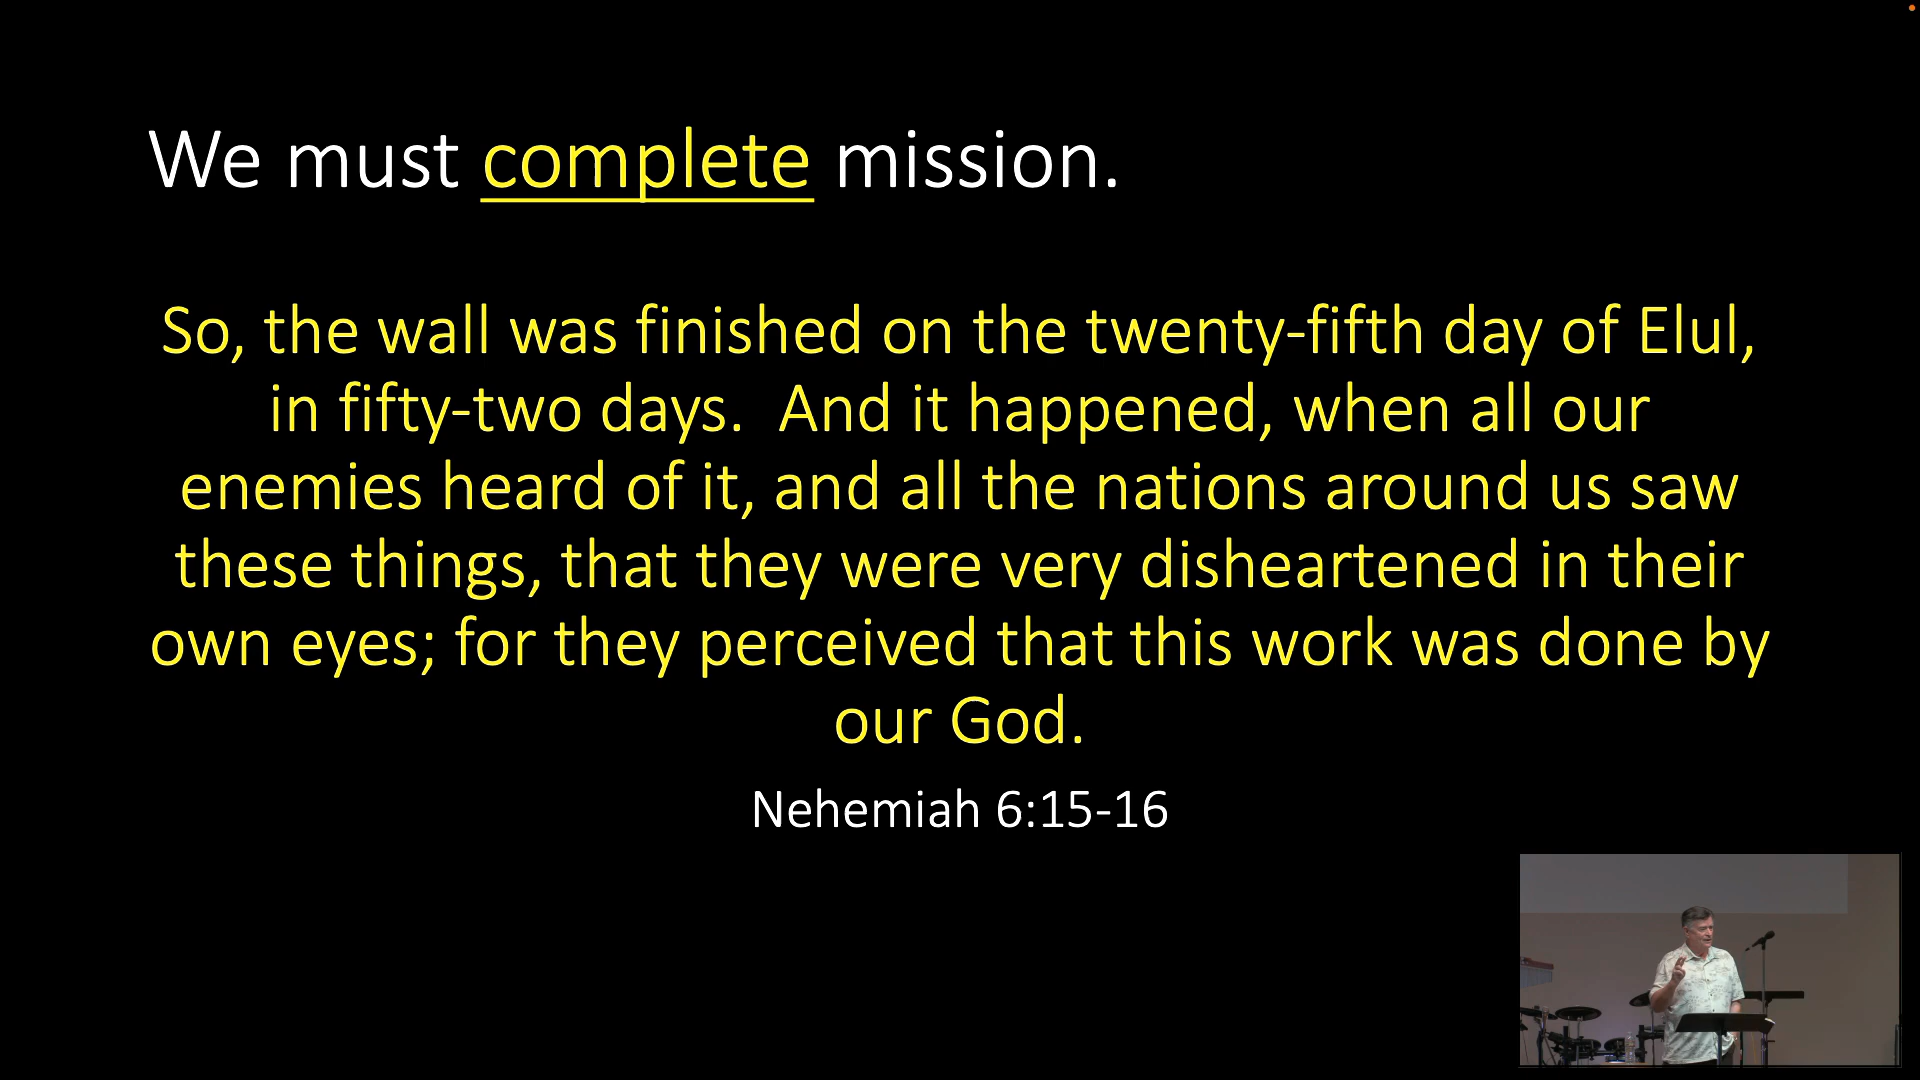 We must complete mission.
So, the wall was finished on the twenty-fifth day of Elul,
in fifty-two days.  And it happened, when all our
enemies heard of it, and all the nations around us saw
these things, that they were very disheartened in their
own eyes; for they perceived that this work was done by
our God.
Nehemiah 6:15-16